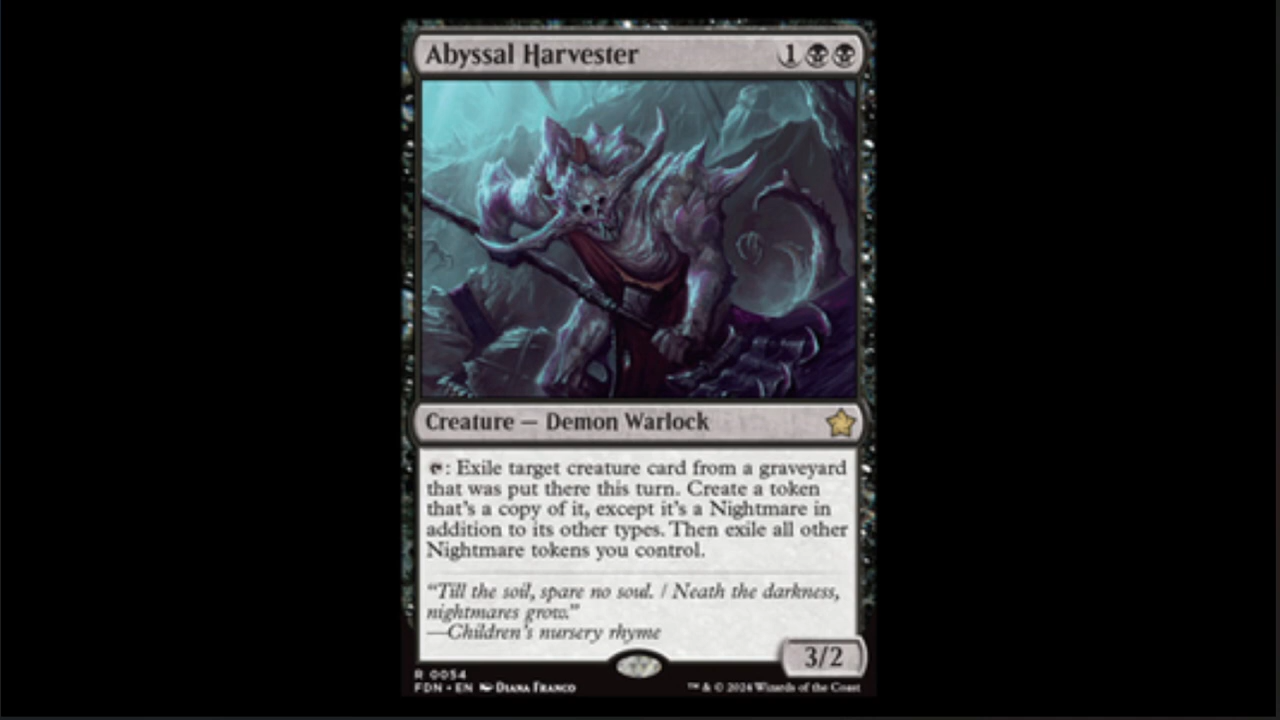 Abyssal Harvester 1
Creature — Demon Warlock
: Exile target creature card from a graveyard
that was put there this turn. Create a token
that's a copy of it, except it's a Nightmare in
addition to its other types. Then exile all other
Nightmare tokens you control.
"Till the soil, spare no soul. / Neath the darkness,
nightmares grow."
—Children's nursery rhyme
3/2
R 0054
FDN • EN Diana Franco
™ & © 2024 Wizards of the Coast